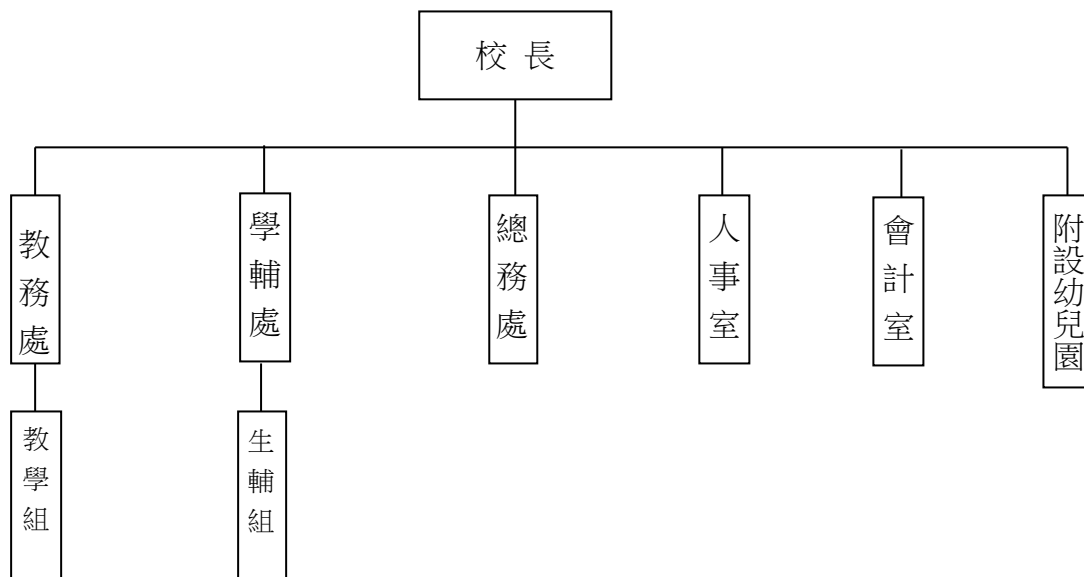 校 長
教務處
學輔處
總務處
人事室
會計室
附設幼兒園
教學組
生輔組